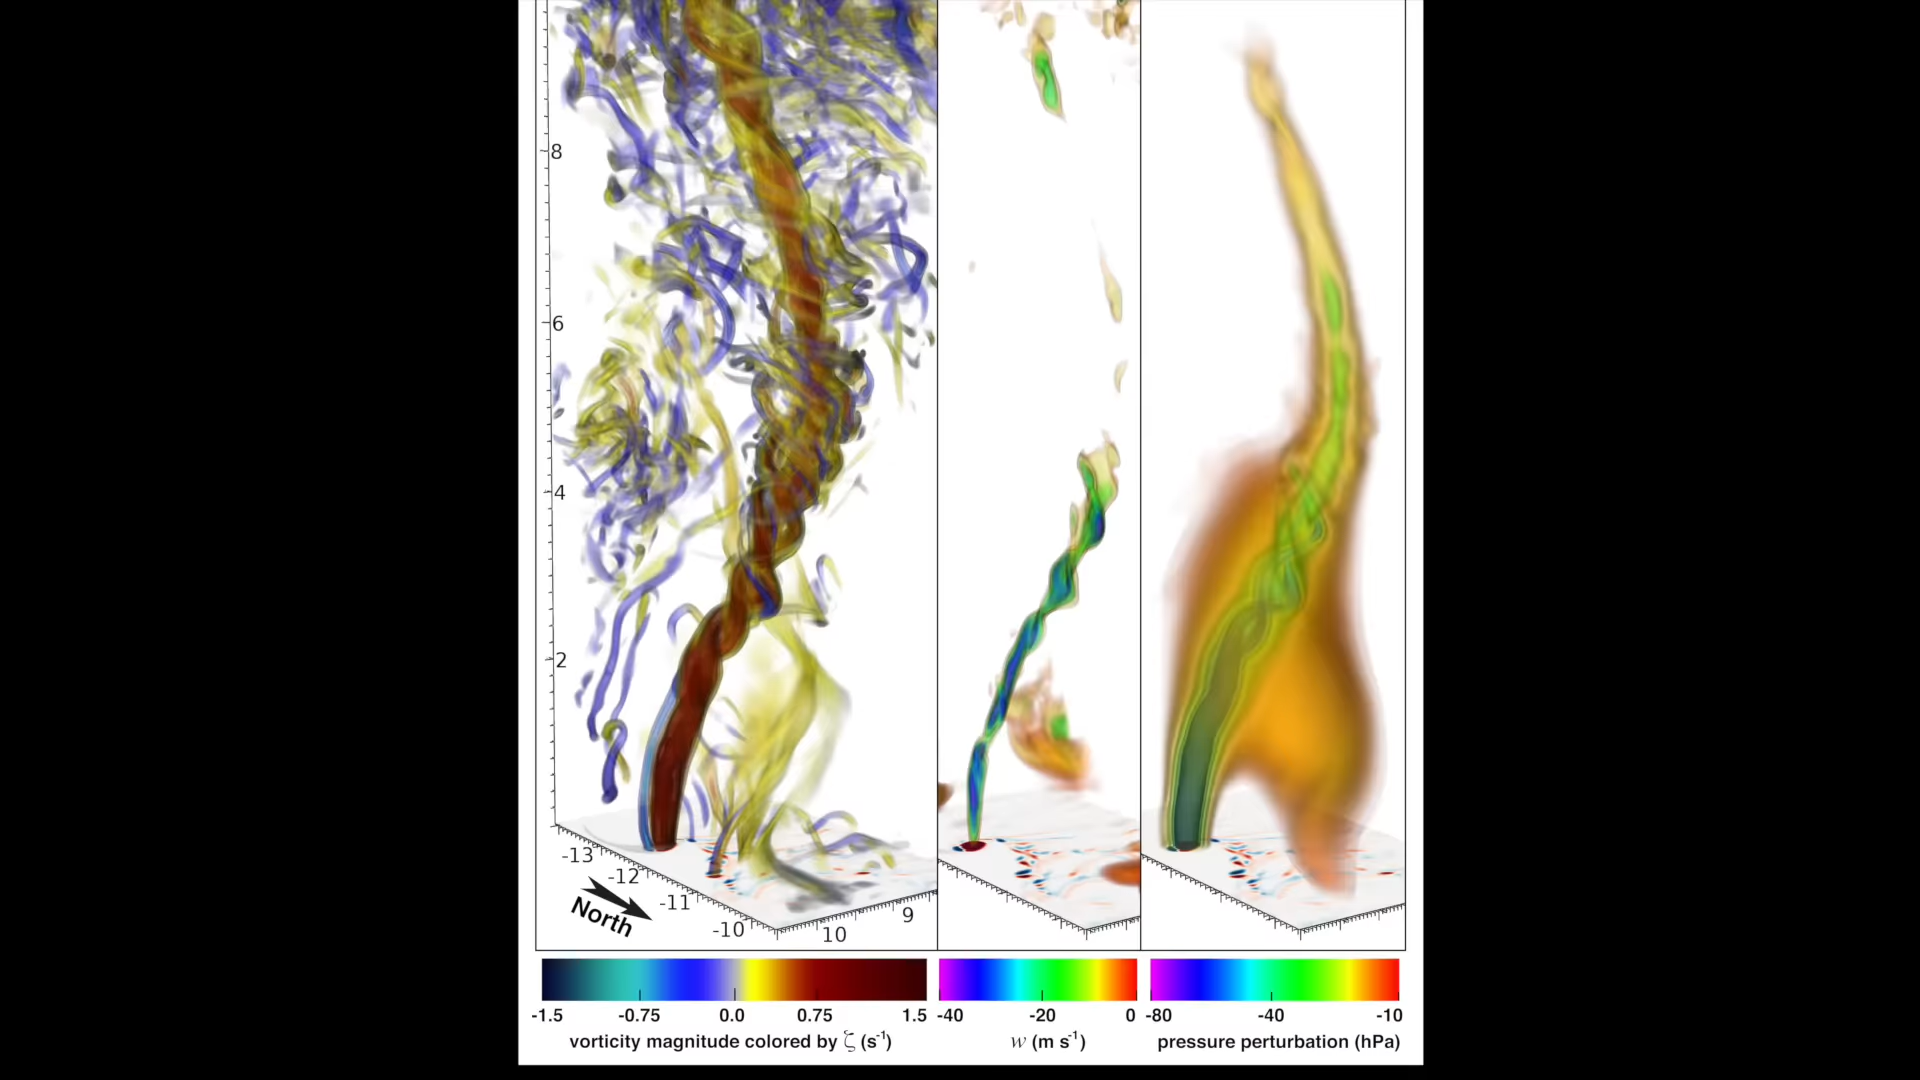 8
6
4
2
-13
-12
-11
-10
10
9
North
-1.5 -0.75 0.0 0.75 1.5
vorticity magnitude colored by ζ (s⁻¹)
-40 -20 0
w (m s⁻¹)
-80 -40 -10
pressure perturbation (hPa)